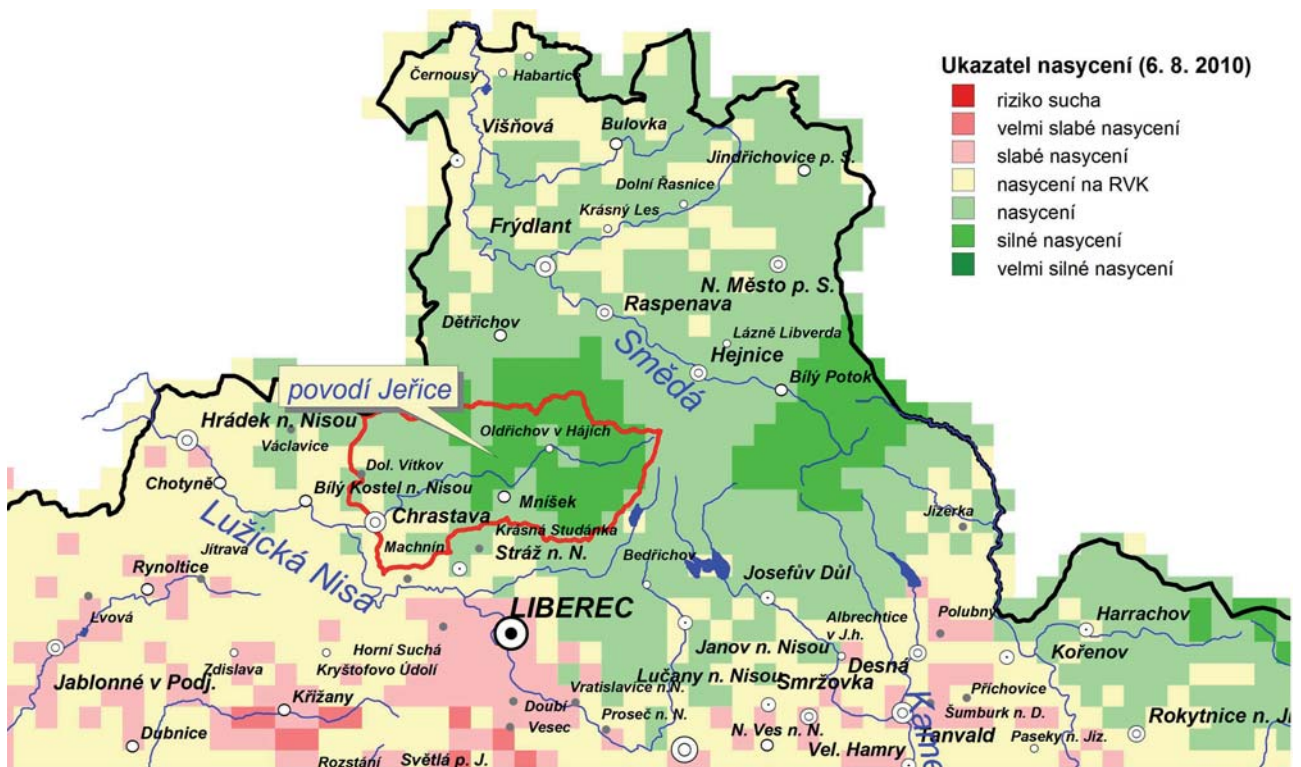 Ukazatel nasycení (6. 8. 2010)
riziko sucha
velmi slabé nasycení
slabé nasycení
nasycení na RVK
nasycení
silné nasycení
velmi silné nasycení
Černousy
Habartice
Višňová
Bulovka
Jindřichovice p. S.
Dolní Řasnice
Krásný Les
Frýdlant
N. Město p. S.
Raspenava
Dětřichov
Lázně Libverda
Smědá
Hejnice
Bílý Potok
povodí Jeřice
Hrádek n. Nisou
Václavice
Oldřichov v Hájích
Dol. Vítkov
Chotyně
Bílý Kostel n. Nisou
Mníšek
Chrastava
Krásná Studánka
Jizerka
Lužická Nisa
Machnín
Stráž n. N.
Bedřichov
Jítrava
Rynoltice
Josefův Důl
LIBEREC
Albrechtice
v J.h.
Polubný
Harrachov
Lvová
Horní Suchá
Janov n. Nisou
Kořenov
Zdislava
Kryštofovo Údolí
Desná
Lučany n. Nisou
Smržovka
Jablonné v Podj.
Křižany
Vratislavice n.N.
Příchovice
Doubí
Proseč n. N.
Šumburk n. D.
Rokytnice n. Ji
Dubnice
Vesec
N. Ves n. N.
Tanvald
Paseky n. Jiz.
Vel. Hamry
Kame
Rozstání
Světlá p. J.